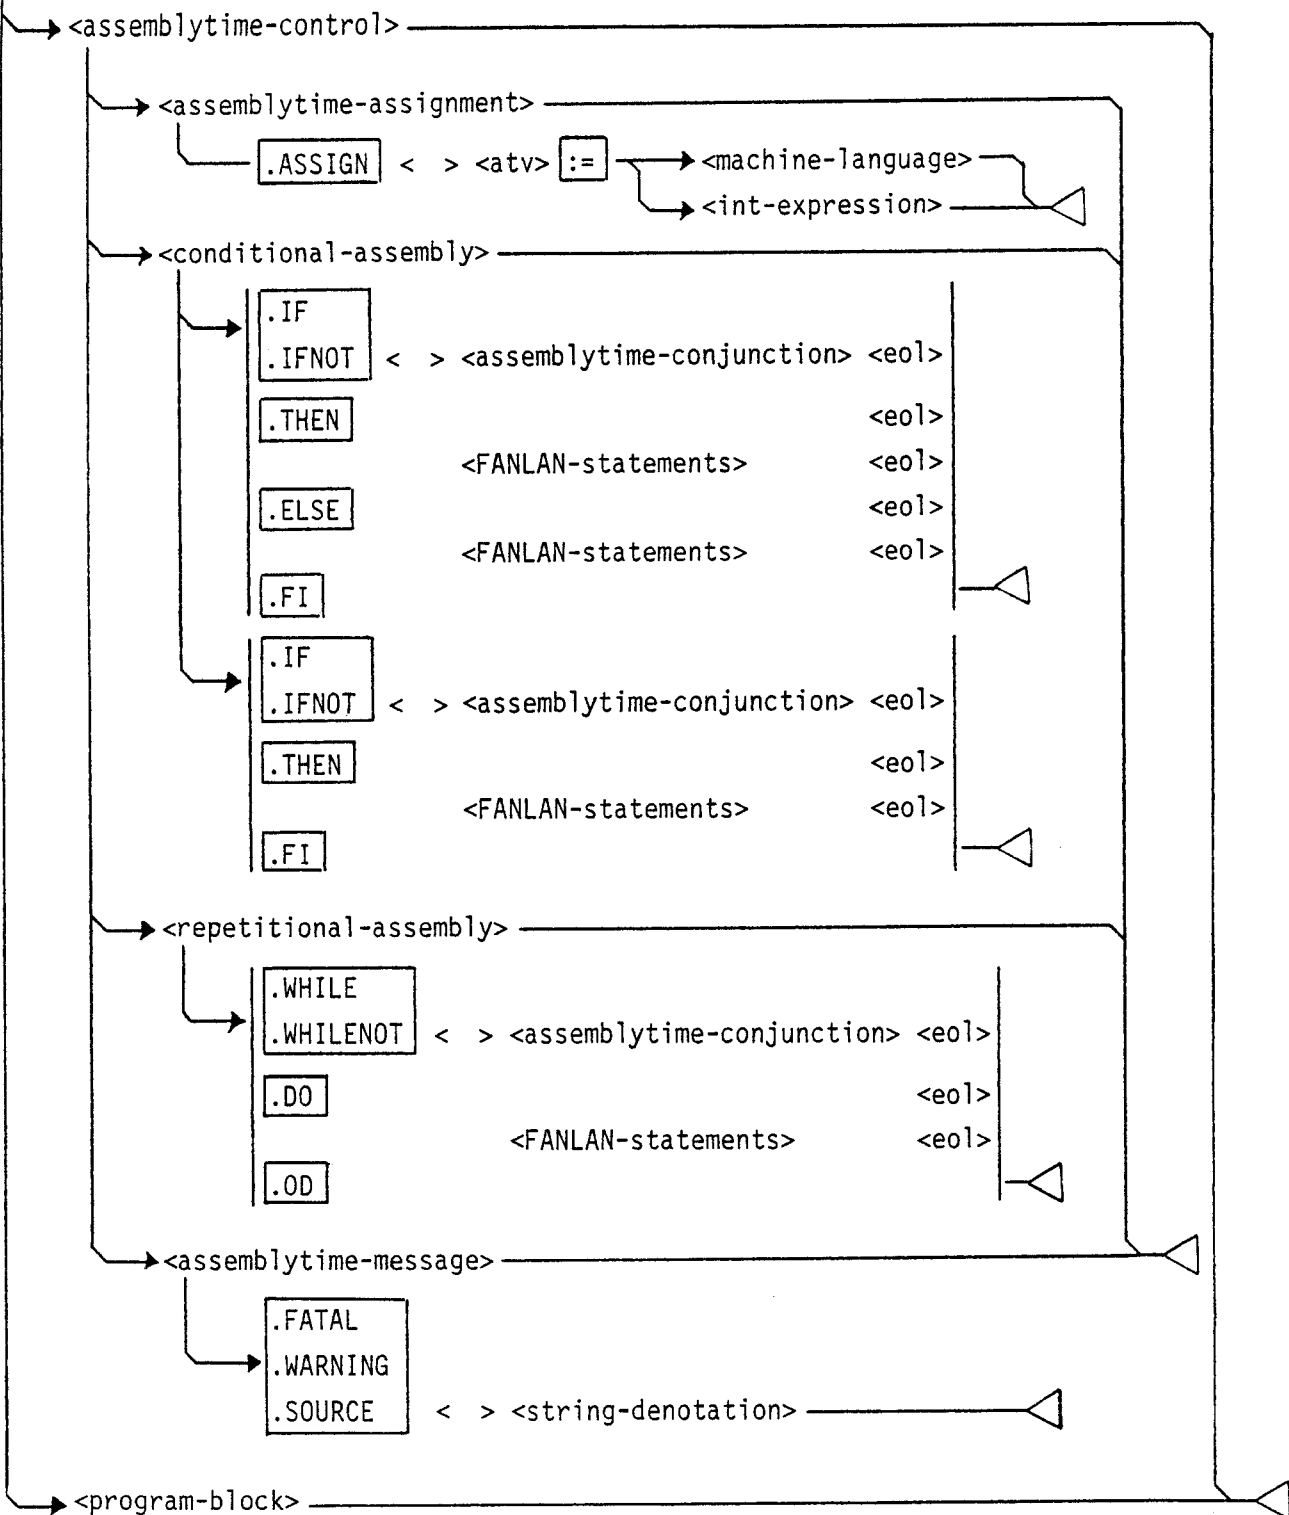 <assemblytime-control>
<assemblytime-assignment>
.ASSIGN < > <atv> := <machine-language>
<int-expression>
<conditional-assembly>
.IF
.IFNOT < > <assemblytime-conjunction> <eol>
.THEN <eol>
<FANLAN-statements> <eol>
.ELSE <eol>
<FANLAN-statements> <eol>
.FI
.IF
.IFNOT < > <assemblytime-conjunction> <eol>
.THEN <eol>
<FANLAN-statements> <eol>
.FI
<repetitional-assembly>
.WHILE
.WHILENOT < > <assemblytime-conjunction> <eol>
.DO <eol>
<FANLAN-statements> <eol>
.OD
<assemblytime-message>
.FATAL
.WARNING
.SOURCE < > <string-denotation>
<program-block>